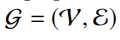 𝒢 = (𝒱, ℰ)